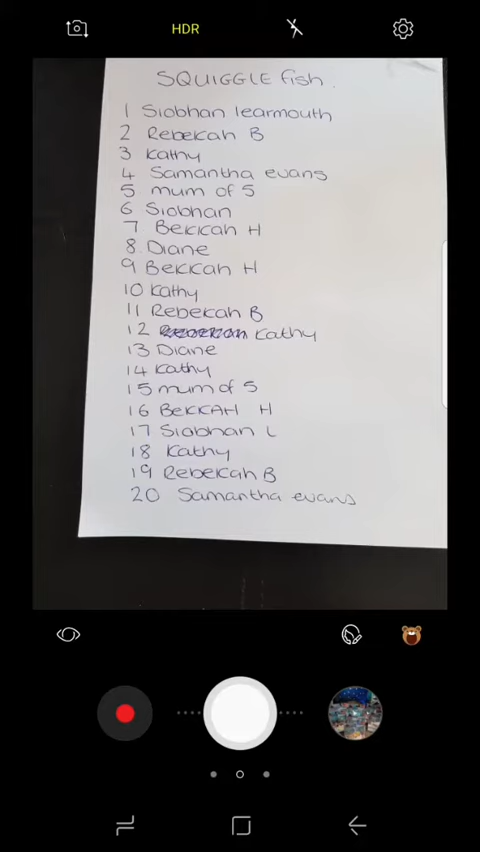 HDR
SQUIGGLE fish
1 Siobhan learmouth
2 Rebekah B
3 Kathy
4 Samantha evans
5 mum of 5
6 Siobhan
7 Bekkah H
8 Diane
9 Bekkah H
10 Kathy
11 Rebekah B
12 Kathy
13 Diane
14 Kathy
15 mum of 5
16 BEKKAH H
17 Siobhan L
18 Kathy
19 Rebekah B
20 Samantha evans